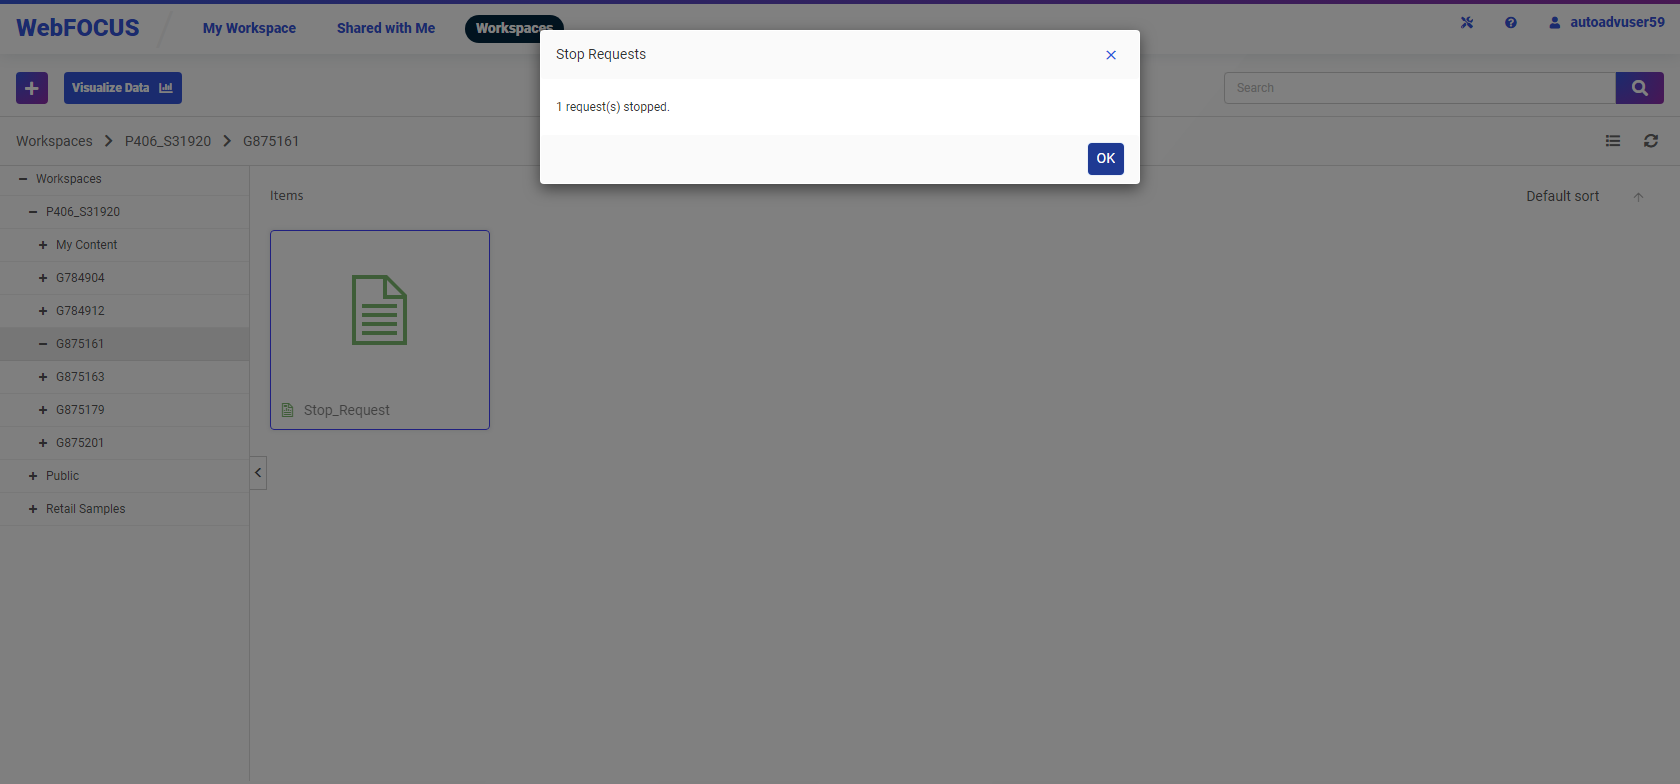 WebFOCUS
My Workspace
Shared with Me
Workspaces
autoadvuser59
Stop Requests
1 request(s) stopped.
OK
Visualize Data
Search
Workspaces
P406_S31920
G875161
Workspaces
P406_S31920
My Content
G784904
G784912
G875161
G875163
G875179
G875201
Public
Retail Samples
Items
Default sort
Stop_Request